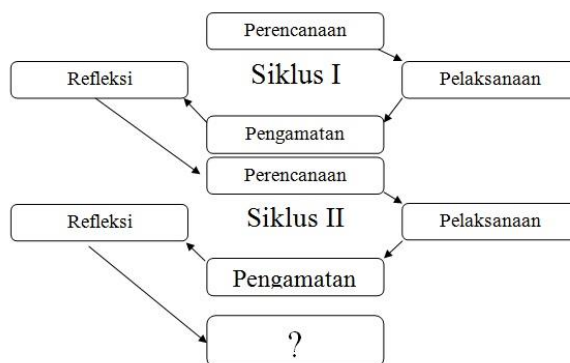 Perencanaan
Siklus I
Refleksi
Pelaksanaan
Pengamatan
Perencanaan
Siklus II
Refleksi
Pelaksanaan
Pengamatan
?